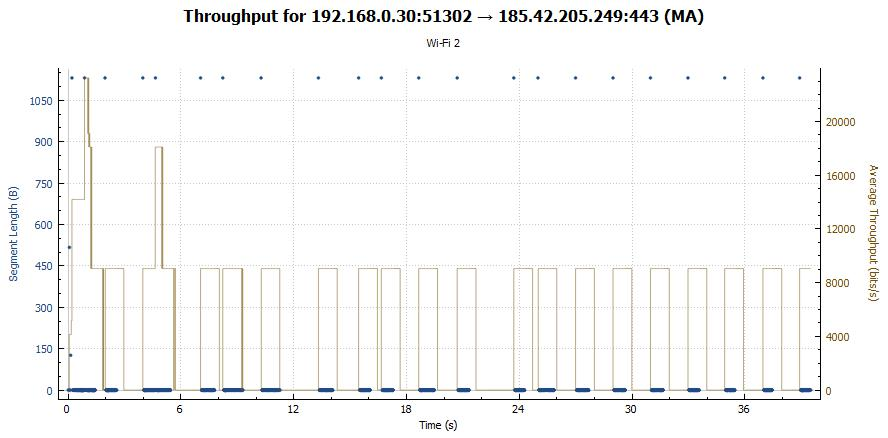 Throughput for 192.168.0.30:51302 → 185.42.205.249:443 (MA)
Wi-Fi 2
Segment Length (B)
1050
900
750
600
450
300
150
0
20000
16000
12000
8000
4000
0
Average Throughput (bits/s)
0 6 12 18 24 30 36
Time (s)